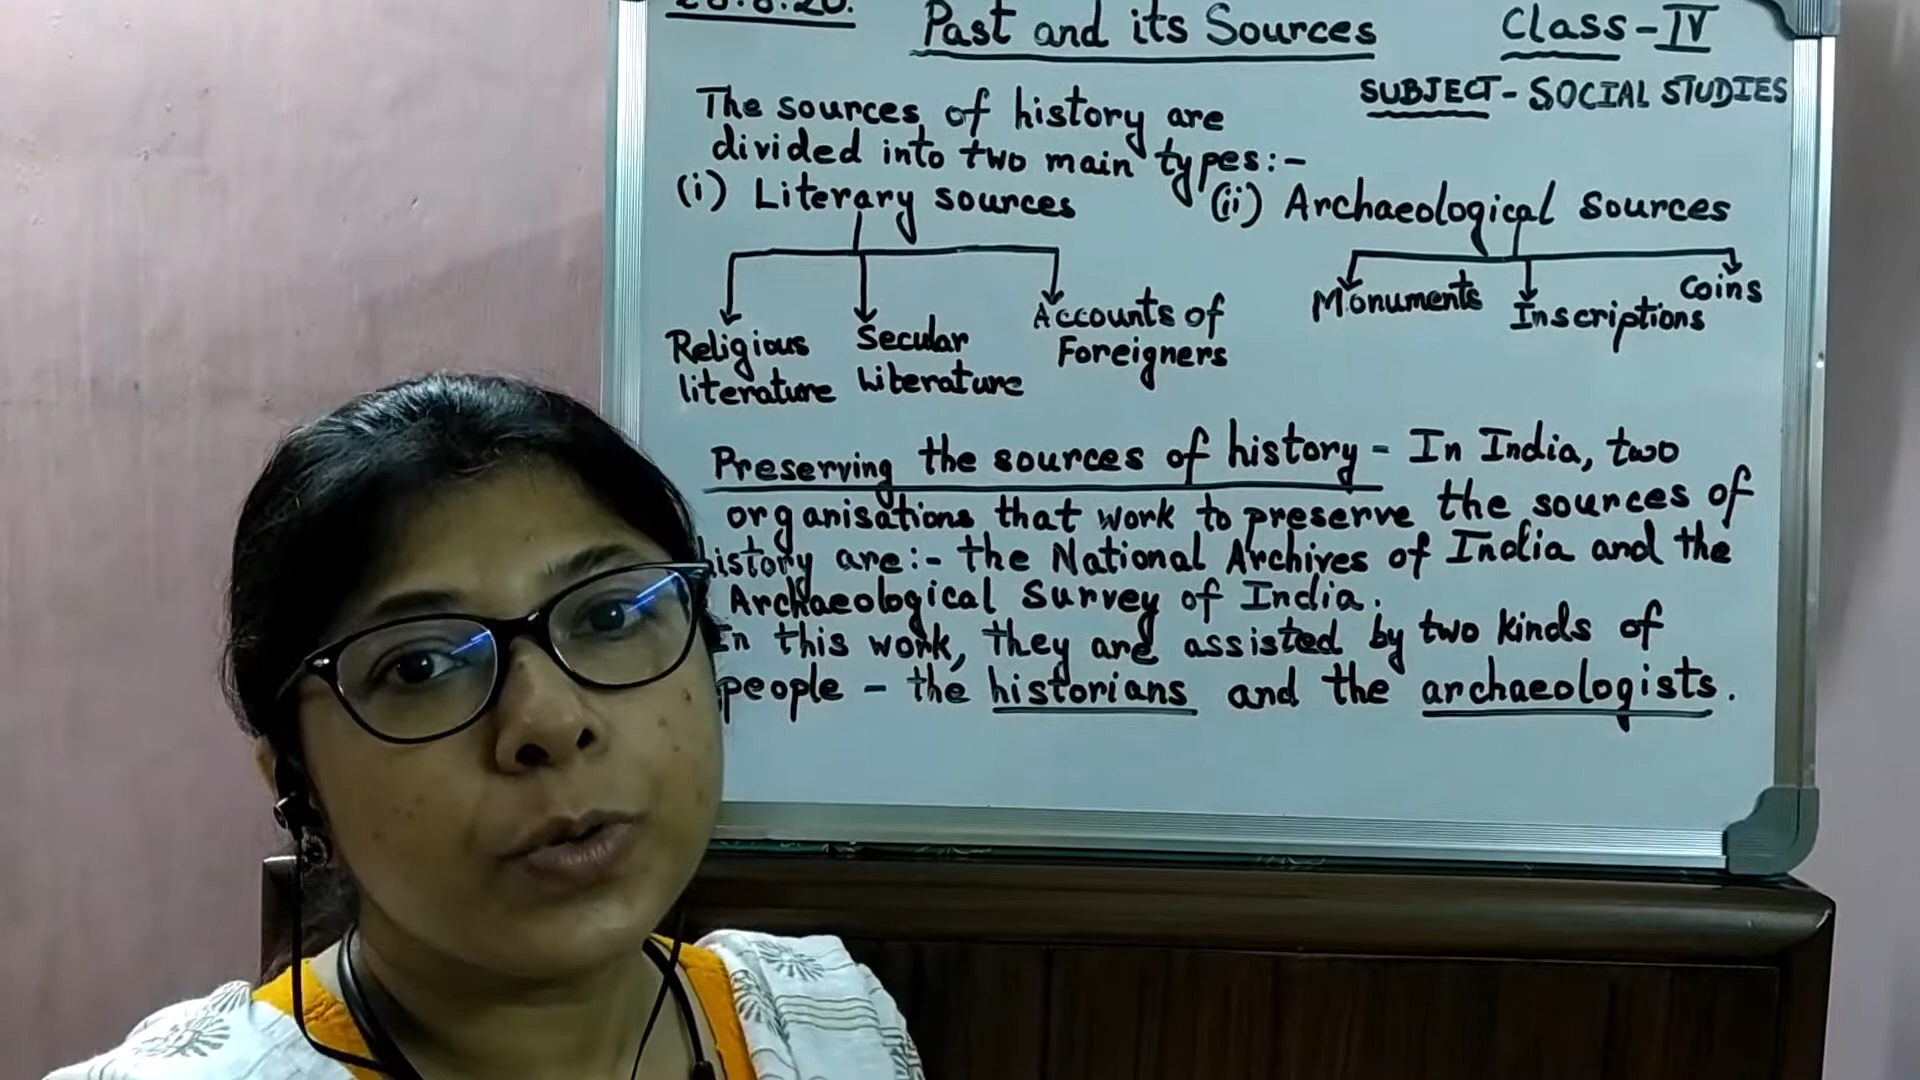 Past and its Sources
Class - IV
SUBJECT - SOCIAL STUDIES
The sources of history are
divided into two main types:-
(i) Literary sources
(ii) Archaeological Sources
Religious literature
Secular literature
Accounts of Foreigners
Monuments
Inscriptions
Coins
Preserving the sources of history - In India, two
organisations that work to preserve the sources of
history are:- the National Archives of India and the
Archaeological Survey of India.
In this work, they are assisted by two kinds of
people - the historians and the archaeologists.